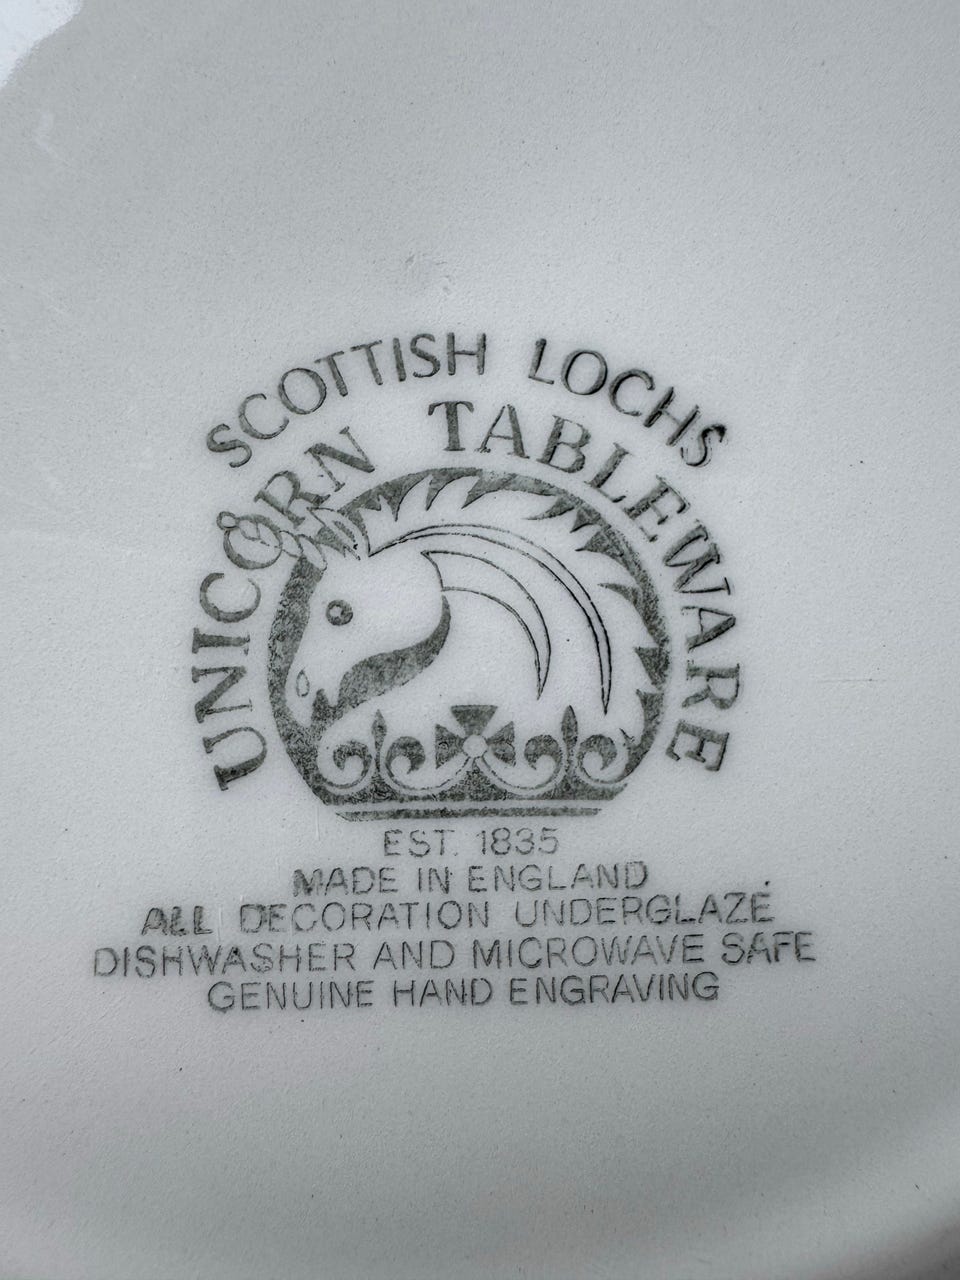 SCOTTISH LOCHS
UNICORN TABLEWARE
EST. 1835
MADE IN ENGLAND
ALL DECORATION UNDERGLAZE
DISHWASHER AND MICROWAVE SAFE
GENUINE HAND ENGRAVING